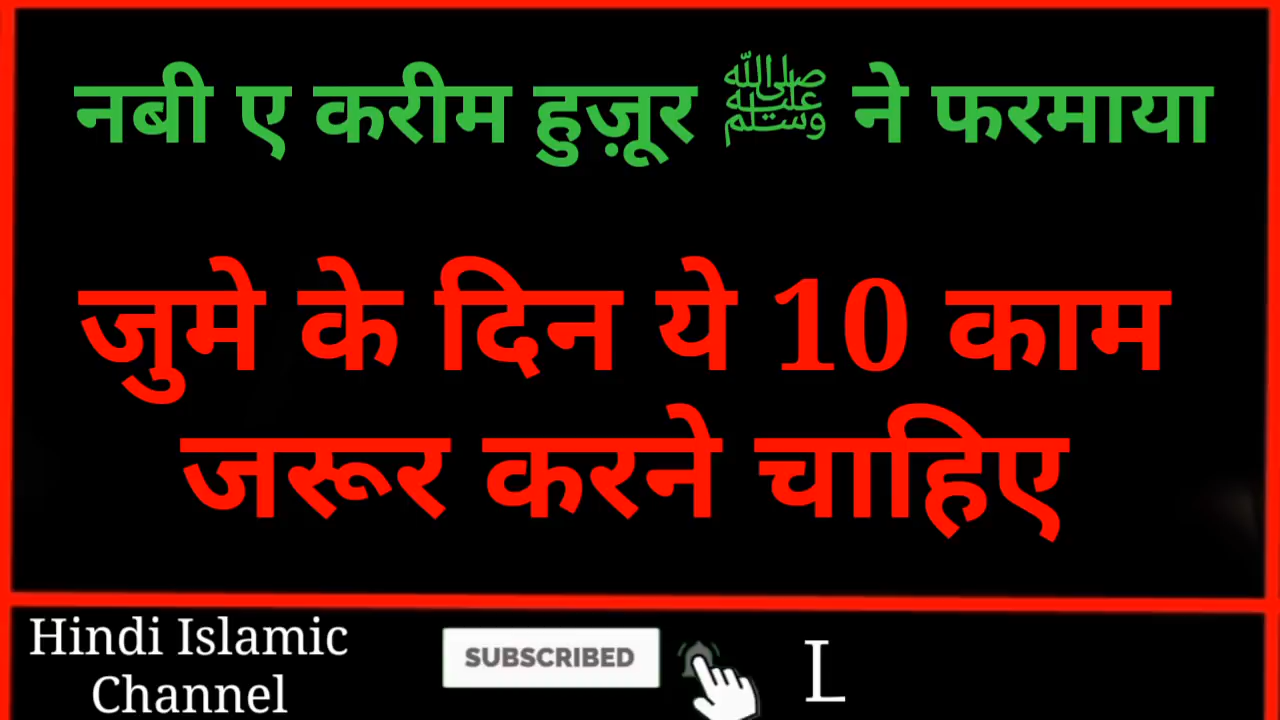 नबी ए करीम हुज़ूर ﷺ ने फरमाया
जुमे के दिन ये 10 काम
जरूर करने चाहिए
Hindi Islamic
Channel
SUBSCRIBED
L